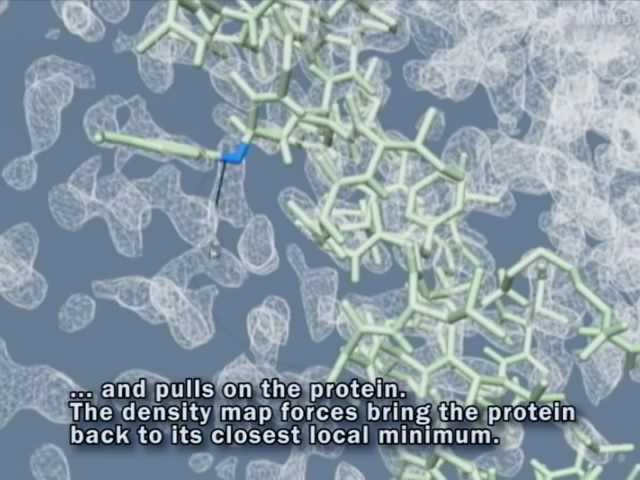 ... and pulls on the protein.
The density map forces bring the protein
back to its closest local minimum.